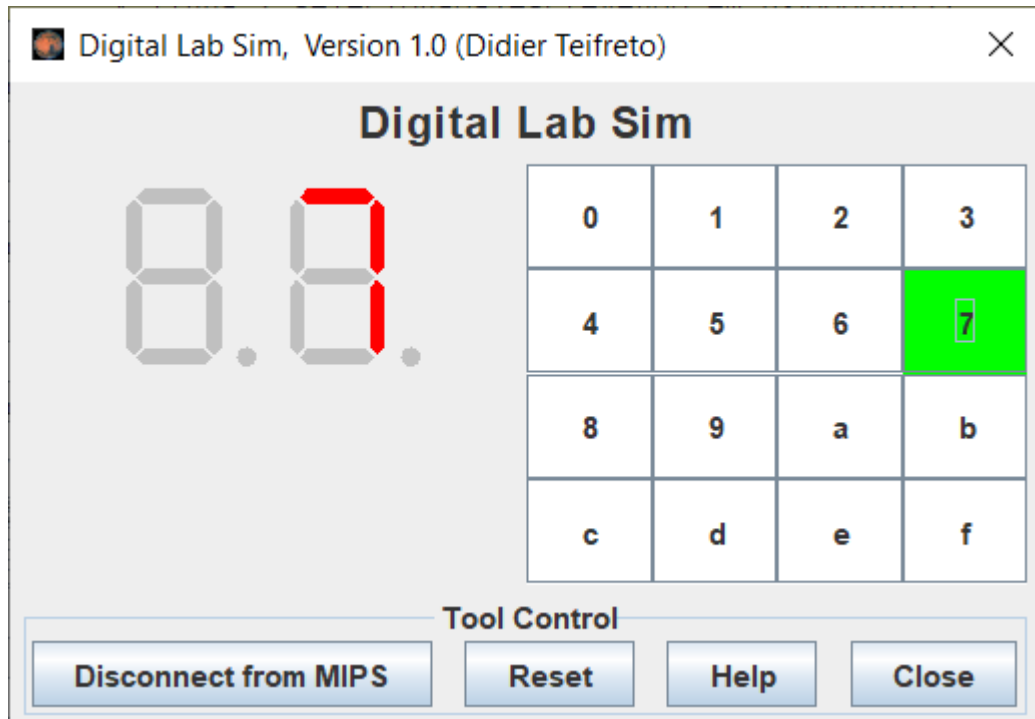 Digital Lab Sim, Version 1.0 (Didier Teifreto)
Digital Lab Sim
7
0 1 2 3
4 5 6 7
8 9 a b
c d e f
Tool Control
Disconnect from MIPS Reset Help Close